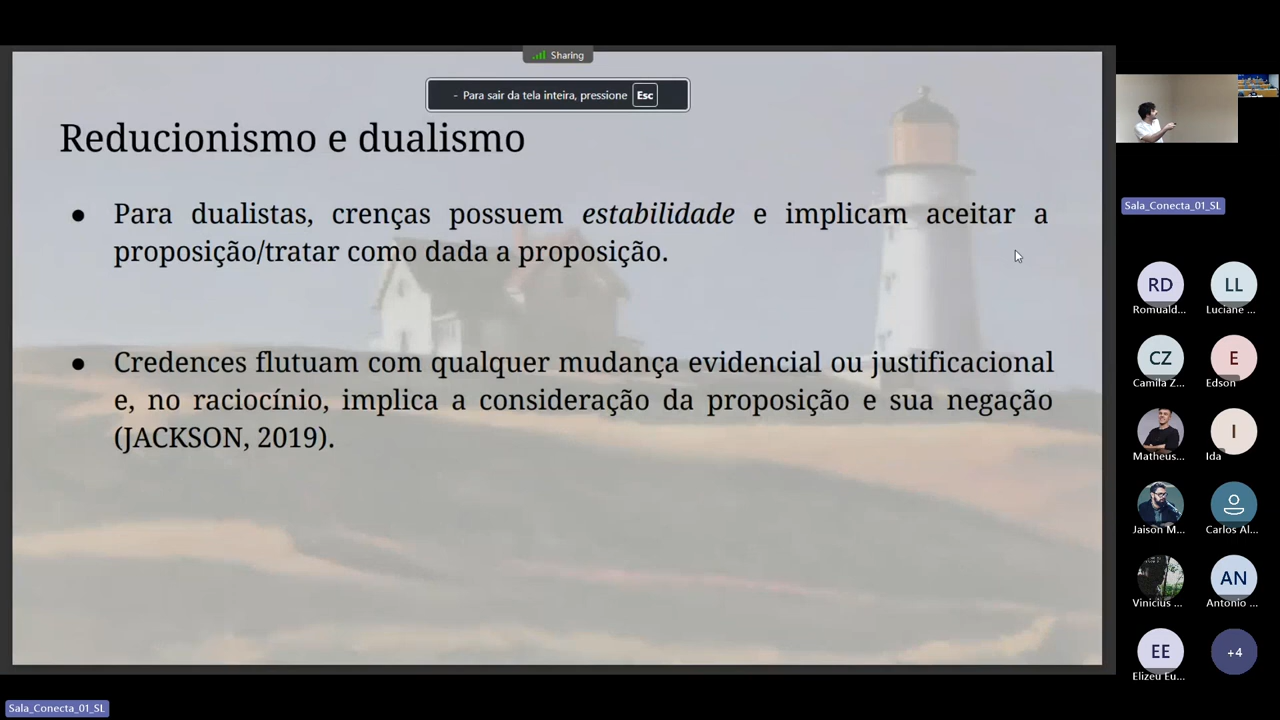 Sharing
- Para sair da tela inteira, pressione Esc
Reducionismo e dualismo
● Para dualistas, crenças possuem estabilidade e implicam aceitar a
proposição/tratar como dada a proposição.
● Credences flutuam com qualquer mudança evidencial ou justificacional
e, no raciocínio, implica a consideração da proposição e sua negação
(JACKSON, 2019).
Sala_Conecta_01_SL
RD
LL
Romuald...
Luciane ...
CZ
E
Camila Z...
Edson
I
Matheus...
Ida
Jaison M...
Carlos Al...
AN
Vinicius ...
Antonio ...
EE
+4
Elizeu Eu...
Sala_Conecta_01_SL